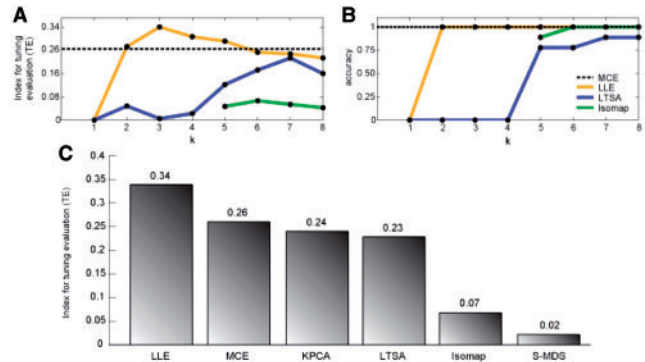 A
Index for tuning
evaluation (TE)
0.34
0.26
0.16
0.08
0
1 2 3 4 5 6 7 8
k
B
accuracy
1
0.75
0.50
0.25
0
1 2 3 4 5 6 7 8
k
MCE
LLE
LTSA
Isomap
C
Index for tuning evaluation (TE)
0.4
0.35
0.3
0.25
0.2
0.15
0.1
0.05
0
0.34
0.26
0.24
0.23
0.07
0.02
LLE MCE KPCA LTSA Isomap S-MDS